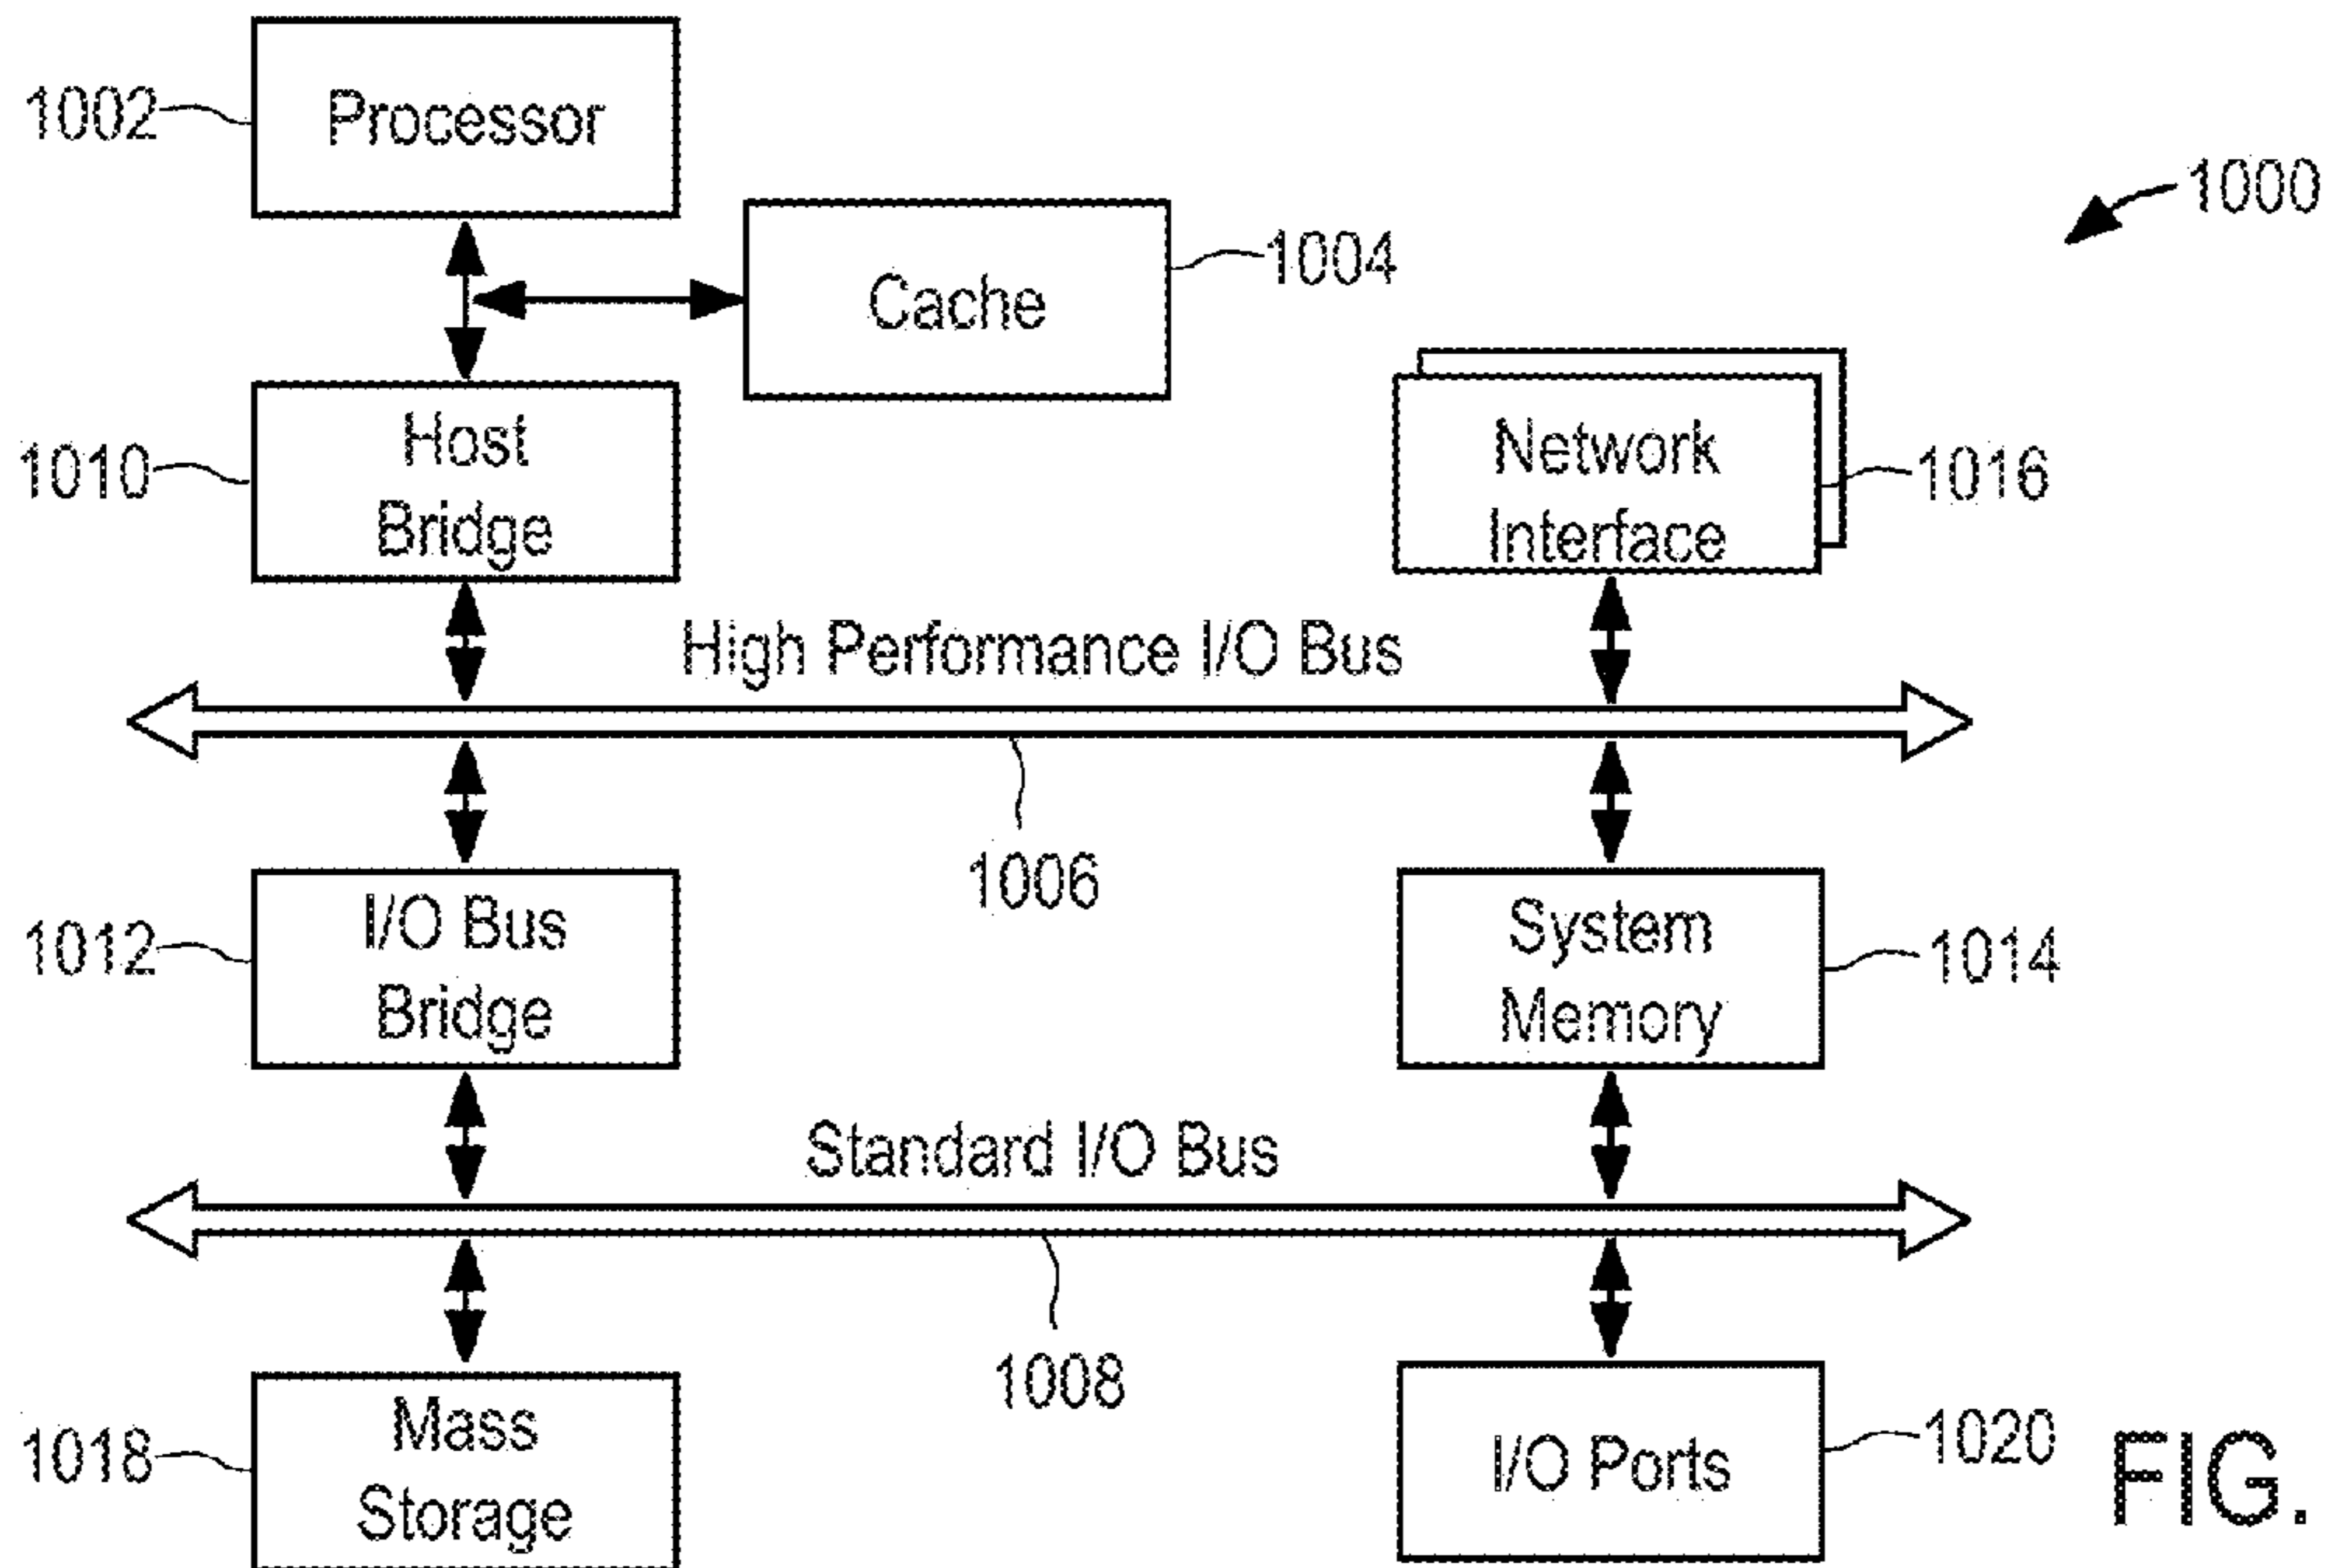 1002
Processor
1000
1004
Cache
1010
Host
Bridge
Network
Interface
1016
High Performance I/O Bus
1006
1012
I/O Bus
Bridge
System
Memory
1014
Standard I/O Bus
1008
1018
Mass
Storage
I/O Ports
1020
FIG.